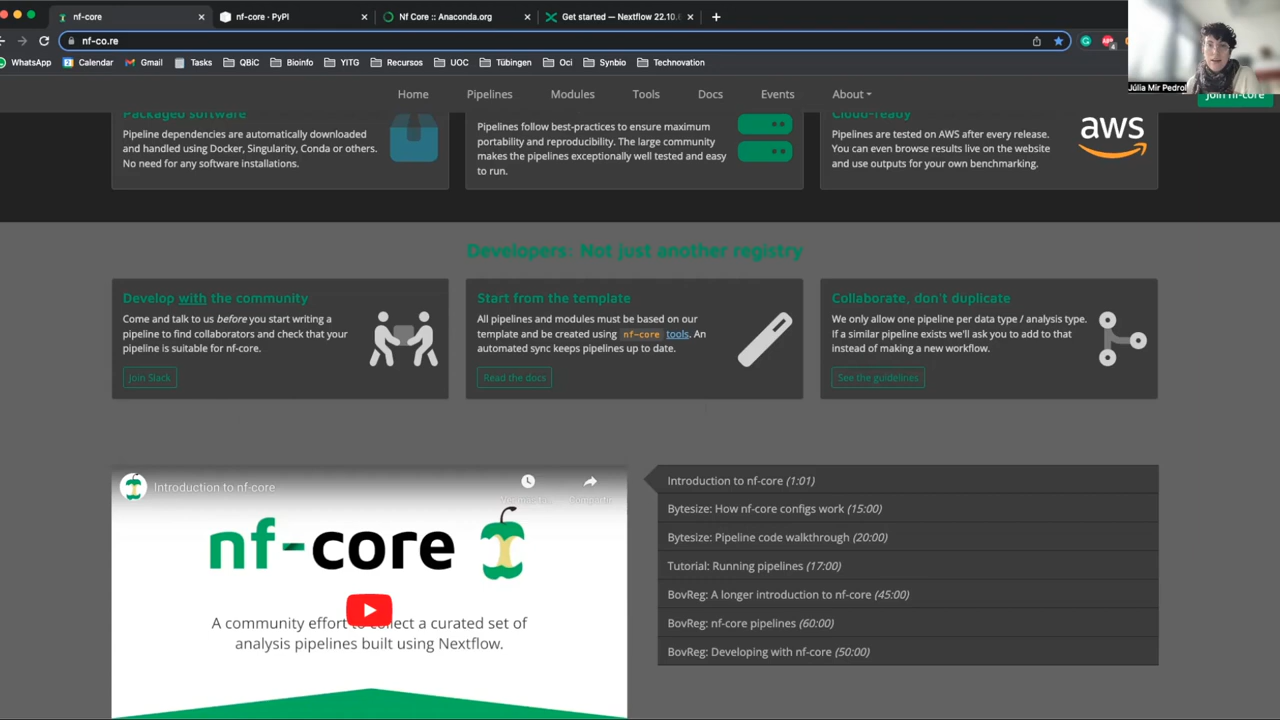 nf-core
nf-core · PyPI
Nf Core :: Anaconda.org
Get started — Nextflow 22.10.
nf-co.re
WhatsApp
Calendar
Gmail
Tasks
QBiC
Bioinfo
YITG
Recursos
UOC
Tübingen
Oci
Synbio
Technovation
Júlia Mir Pedrol
Home
Pipelines
Modules
Tools
Docs
Events
About
Join nf-core
Packaged software
Pipeline dependencies are automatically downloaded
and handled using Docker, Singularity, Conda or others.
No need for any software installations.
Pipelines follow best-practices to ensure maximum
portability and reproducibility. The large community
makes the pipelines exceptionally well tested and easy
to run.
Cloud-ready
Pipelines are tested on AWS after every release.
You can even browse results live on the website
and use outputs for your own benchmarking.
aws
Developers: Not just another registry
Develop with the community
Come and talk to us before you start writing a
pipeline to find collaborators and check that your
pipeline is suitable for nf-core.
Join Slack
Start from the template
All pipelines and modules must be based on our
template and be created using nf-core tools. An
automated sync keeps pipelines up to date.
Read the docs
Collaborate, don't duplicate
We only allow one pipeline per data type / analysis type.
If a similar pipeline exists we'll ask you to add to that
instead of making a new workflow.
See the guidelines
Introduction to nf-core
nf-core
A community effort to collect a curated set of
analysis pipelines built using Nextflow.
Introduction to nf-core (1:01)
Bytesize: How nf-core configs work (15:00)
Bytesize: Pipeline code walkthrough (20:00)
Tutorial: Running pipelines (17:00)
BovReg: A longer introduction to nf-core (45:00)
BovReg: nf-core pipelines (60:00)
BovReg: Developing with nf-core (50:00)